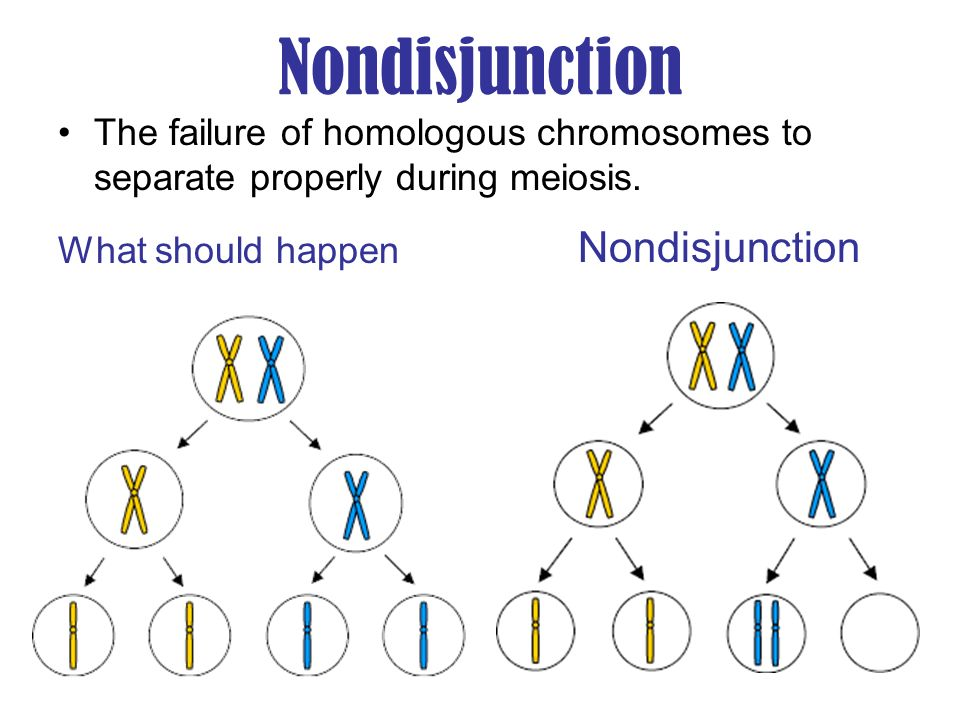 Nondisjunction
• The failure of homologous chromosomes to
separate properly during meiosis.
What should happen
Nondisjunction